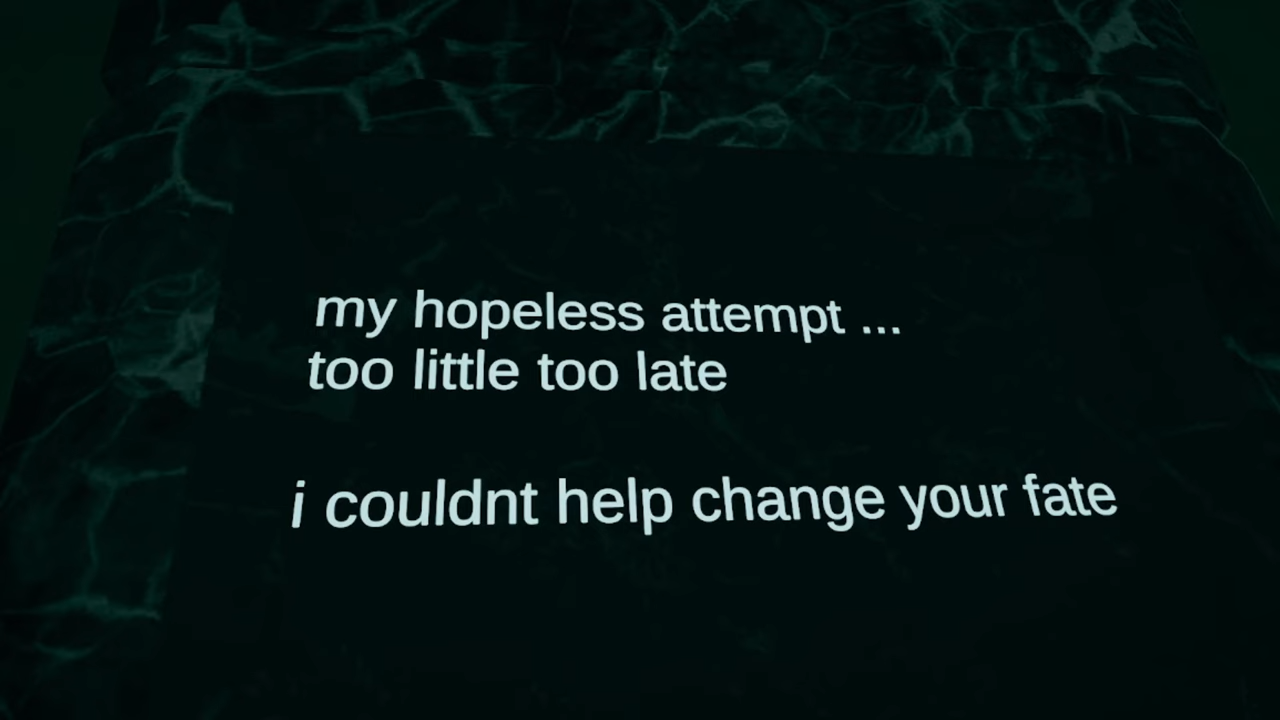 my hopeless attempt ...
too little too late
i couldnt help change your fate